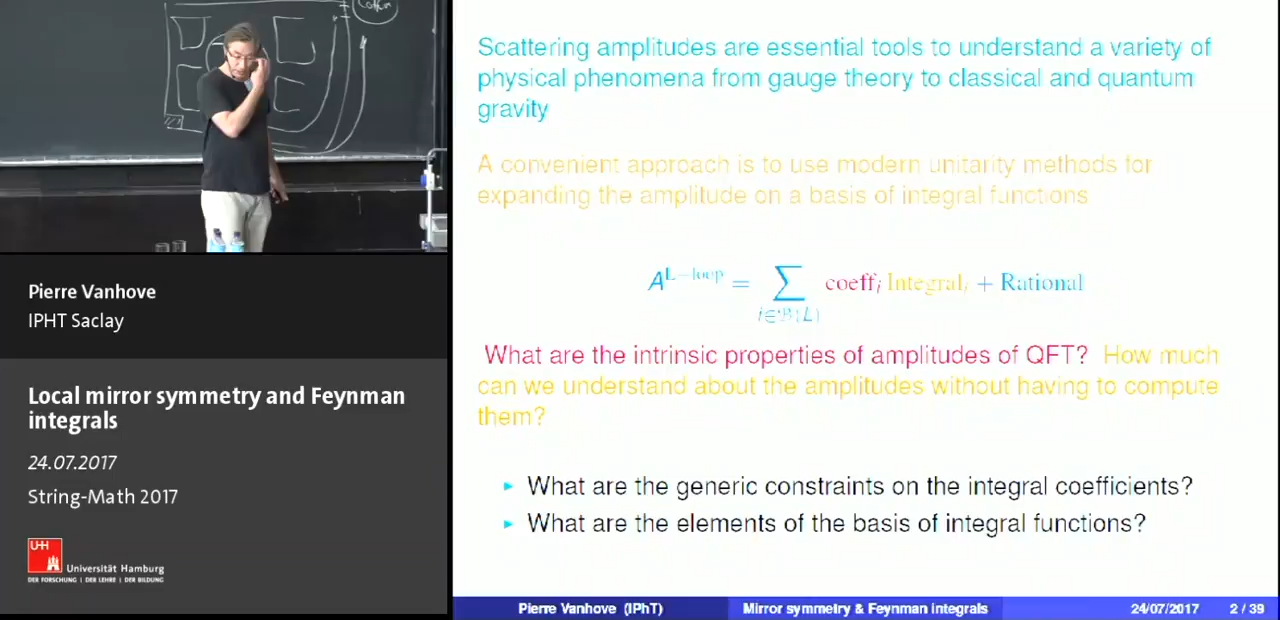 Coffee
Pierre Vanhove
IPHT Saclay
Local mirror symmetry and Feynman
integrals
24.07.2017
String-Math 2017
UHH
Universität Hamburg
DER FORSCHUNG | DER LEHRE | DER BILDUNG
Scattering amplitudes are essential tools to understand a variety of
physical phenomena from gauge theory to classical and quantum
gravity
A convenient approach is to use modern unitarity methods for
expanding the amplitude on a basis of integral functions
A^{L−loop} = ∑_{i∈𝔅(L)} coeff_i Integral_i + Rational
What are the intrinsic properties of amplitudes of QFT? How much
can we understand about the amplitudes without having to compute
them?
▸ What are the generic constraints on the integral coefficients?
▸ What are the elements of the basis of integral functions?
Pierre Vanhove (IPhT) Mirror symmetry & Feynman integrals 24/07/2017 2 / 39